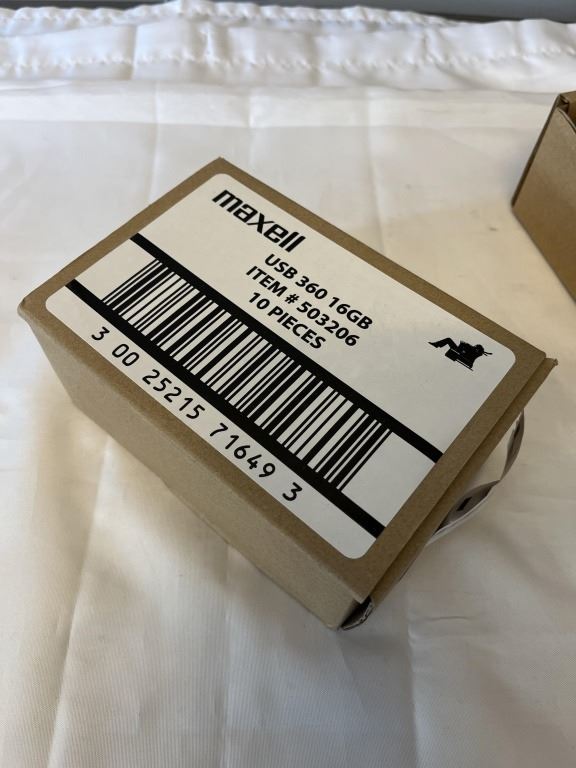 maxell
USB 360 16GB
ITEM # 503206
10 PIECES
3 00 25215 71649 3